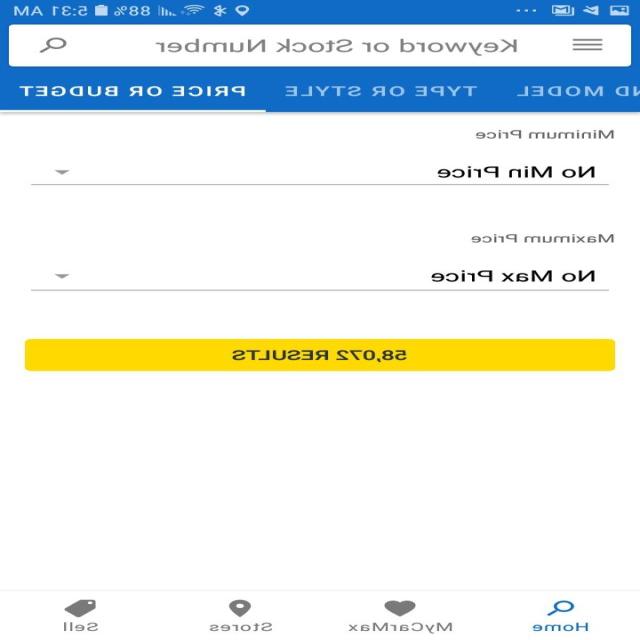 88% 5:31 AM
Keyword or Stock Number
ND MODEL TYPE OR STYLE PRICE OR BUDGET
Minimum Price
No Min Price
Maximum Price
No Max Price
58,072 RESULTS
Home MyCarMax Stores Sell